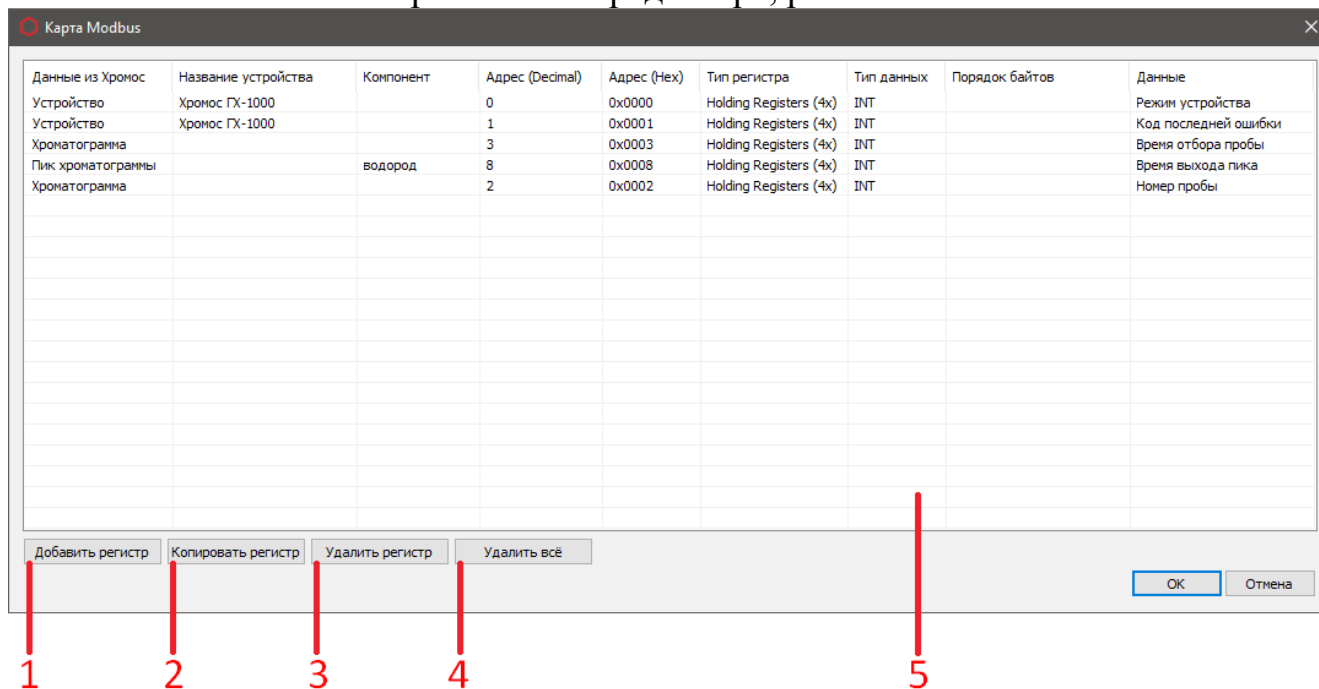 Карта Modbus
Данные из Хромос Название устройства Компонент Адрес (Decimal) Адрес (Hex) Тип регистра Тип данных Порядок байтов Данные
Устройство Хромос ГХ-1000 0 0x0000 Holding Registers (4x) INT Режим устройства
Устройство Хромос ГХ-1000 1 0x0001 Holding Registers (4x) INT Код последней ошибки
Хроматограмма 3 0x0003 Holding Registers (4x) INT Время отбора пробы
Пик хроматограммы водород 8 0x0008 Holding Registers (4x) INT Время выхода пика
Хроматограмма 2 0x0002 Holding Registers (4x) INT Номер пробы
Добавить регистр Копировать регистр Удалить регистр Удалить всё
OK Отмена
1 2 3 4 5